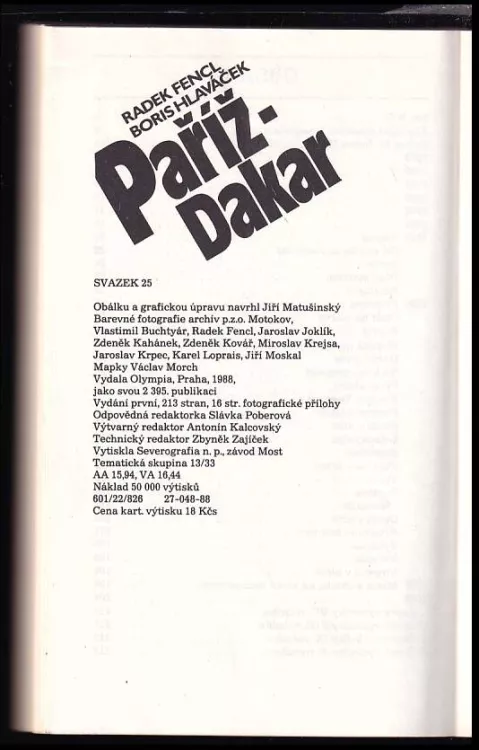 RADEK FENCL,
BORIS HLAVÁČEK
Paříž-
Dakar
SVAZEK 25
Obálku a grafickou úpravu navrhl Jiří Matušinský
Barevné fotografie archív p.z.o. Motokov,
Vlastimil Buchtyár, Radek Fencl, Jaroslav Joklík,
Zdeněk Kahánek, Zdeněk Kovář, Miroslav Krejsa,
Jaroslav Krpec, Karel Loprais, Jiří Moskal
Mapky Václav Morch
Vydala Olympia, Praha, 1988,
jako svou 2 395. publikaci
Vydání první, 213 stran, 16 str. fotografické přílohy
Odpovědná redaktorka Slávka Poberová
Výtvarný redaktor Antonín Kalcovský
Technický redaktor Zbyněk Zajíček
Vytiskla Severografia n. p., závod Most
Tematická skupina 13/33
AA 15,94, VA 16,44
Náklad 50 000 výtisků
601/22/826 27-048-88
Cena kart. výtisku 18 Kčs